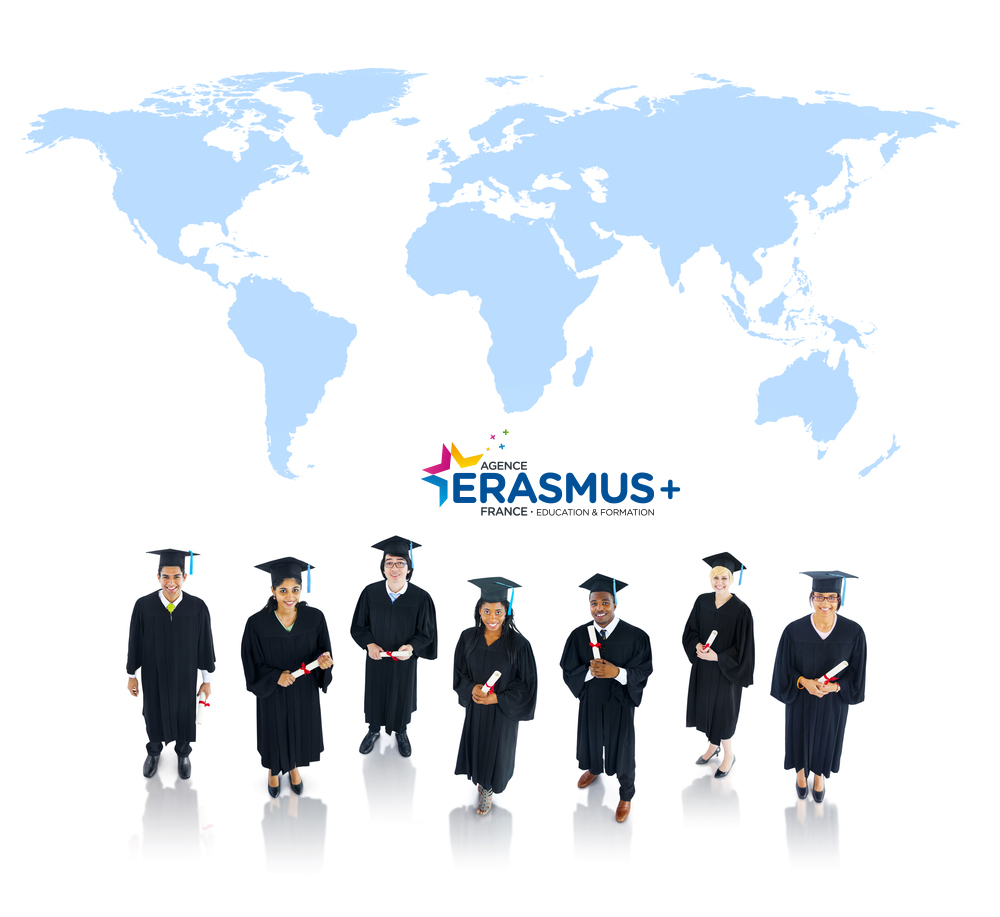 AGENCE
ERASMUS+
FRANCE • EDUCATION & FORMATION